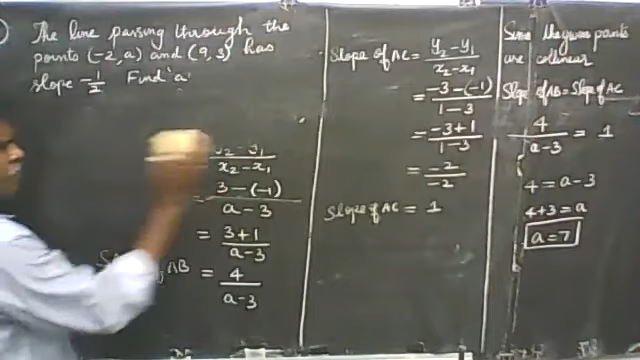 The line passing through the
points (-2, a) and (9, 3) has
slope -1/2 Find 'a'
y2 - y1 / x2 - x1
= 3 - (-1) / a - 3
= 3 + 1 / a - 3
AB = 4 / a - 3
Slope of AC = y2 - y1 / x2 - x1
= -3 - (-1) / 1 - 3
= -3 + 1 / 1 - 3
= -2 / -2
Slope of AC = 1
Since the given points
are colinear
Slope of AB = Slope of AC
4 / a - 3 = 1
4 = a - 3
4 + 3 = a
a = 7